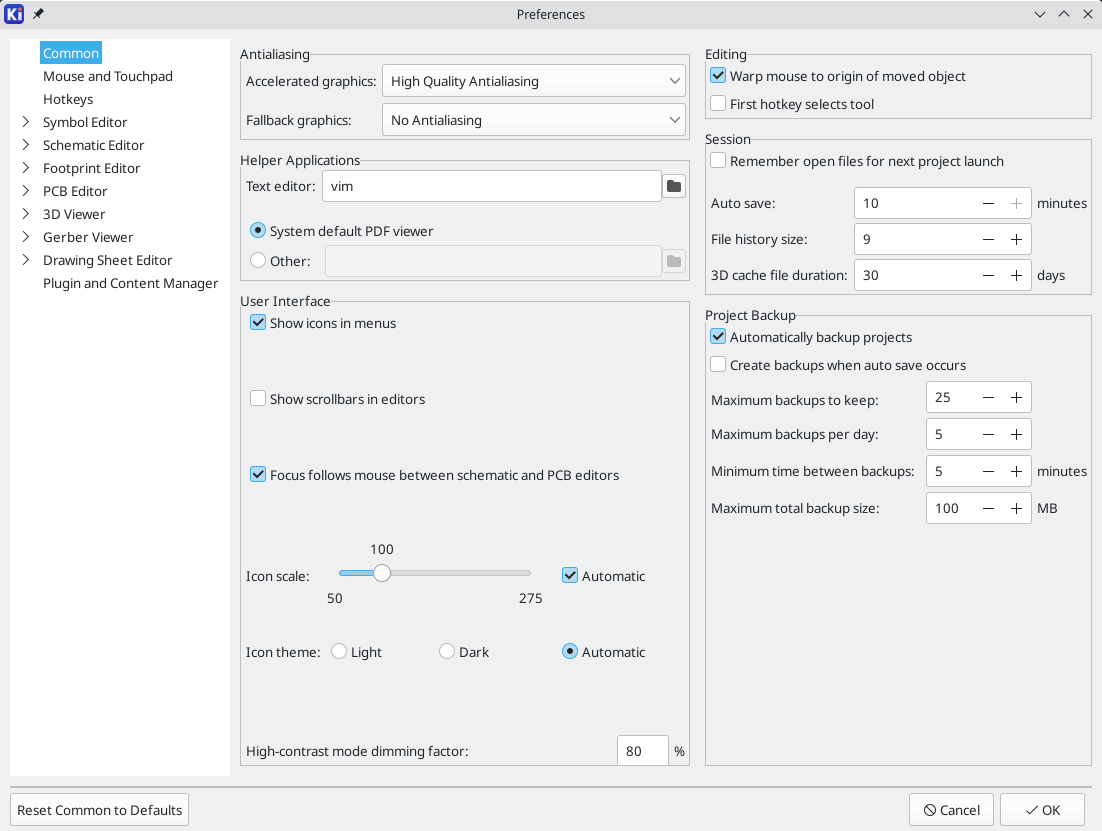 Preferences
Common
Mouse and Touchpad
Hotkeys
Symbol Editor
Schematic Editor
Footprint Editor
PCB Editor
3D Viewer
Gerber Viewer
Drawing Sheet Editor
Plugin and Content Manager
Antialiasing
Accelerated graphics: High Quality Antialiasing
Fallback graphics: No Antialiasing
Helper Applications
Text editor: vim
System default PDF viewer
Other:
User Interface
Show icons in menus
Show scrollbars in editors
Focus follows mouse between schematic and PCB editors
100
Icon scale: Automatic
50 275
Icon theme: Light Dark Automatic
High-contrast mode dimming factor: 80 %
Editing
Warp mouse to origin of moved object
First hotkey selects tool
Session
Remember open files for next project launch
Auto save: 10 minutes
File history size: 9
3D cache file duration: 30 days
Project Backup
Automatically backup projects
Create backups when auto save occurs
Maximum backups to keep: 25
Maximum backups per day: 5
Minimum time between backups: 5 minutes
Maximum total backup size: 100 MB
Reset Common to Defaults
Cancel
OK
Ki